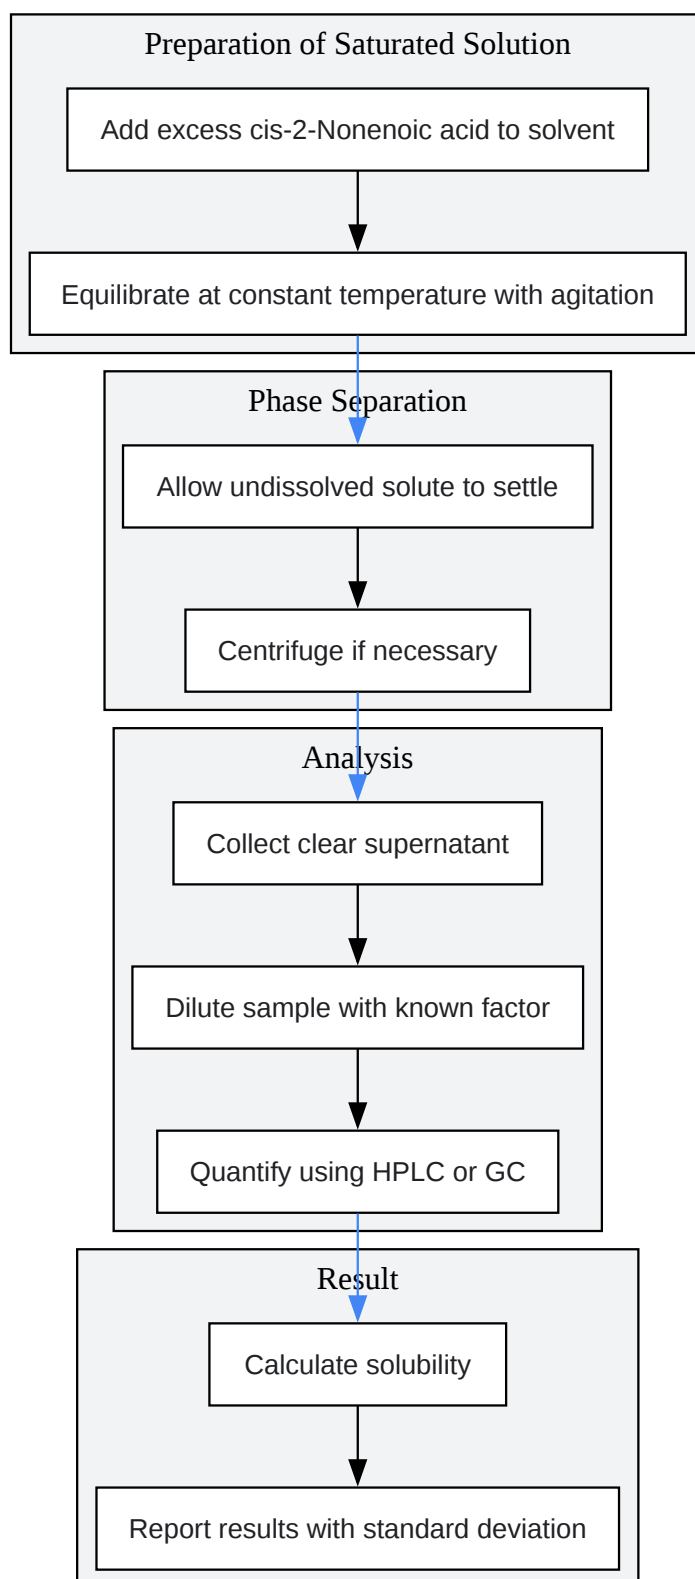 Preparation of Saturated Solution
Add excess cis-2-Nonenoic acid to solvent
Equilibrate at constant temperature with agitation
Phase Separation
Allow undissolved solute to settle
Centrifuge if necessary
Analysis
Collect clear supernatant
Dilute sample with known factor
Quantify using HPLC or GC
Result
Calculate solubility
Report results with standard deviation